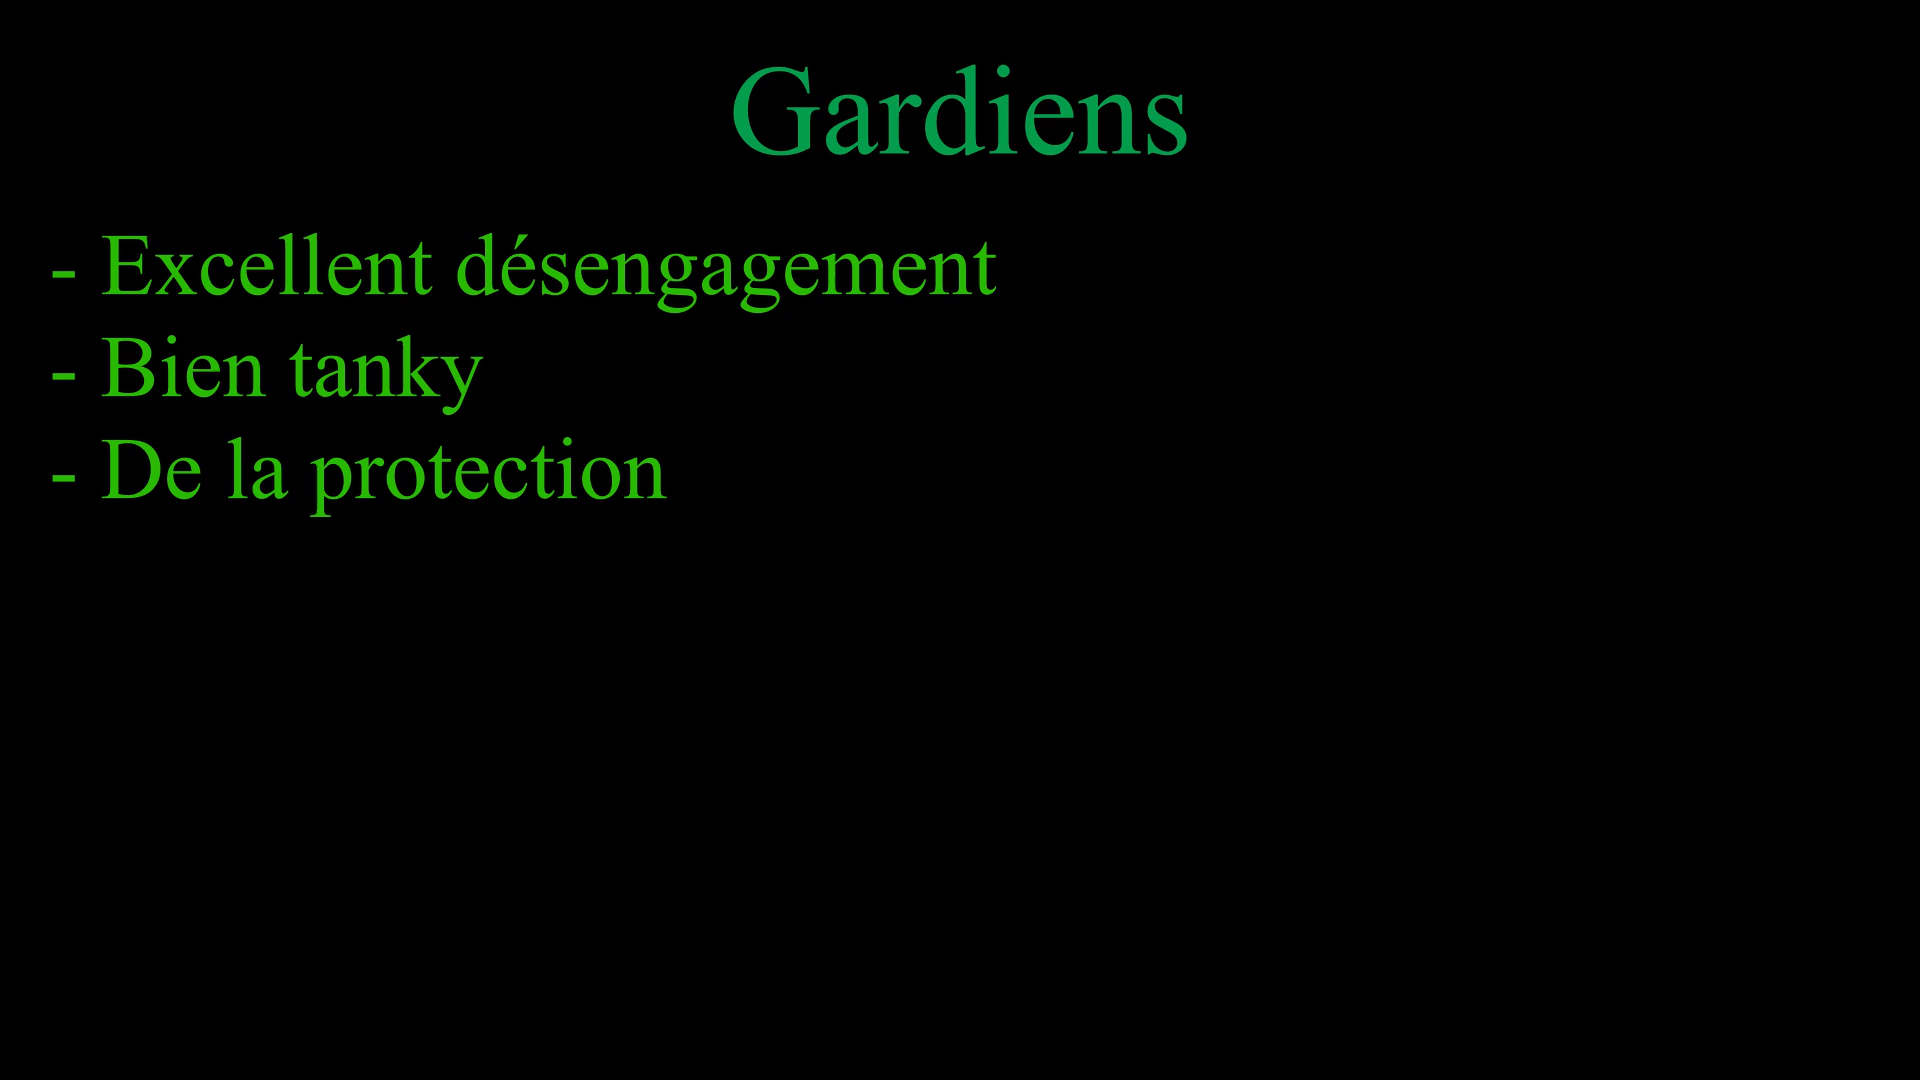 Gardiens
- Excellent désengagement
- Bien tanky
- De la protection